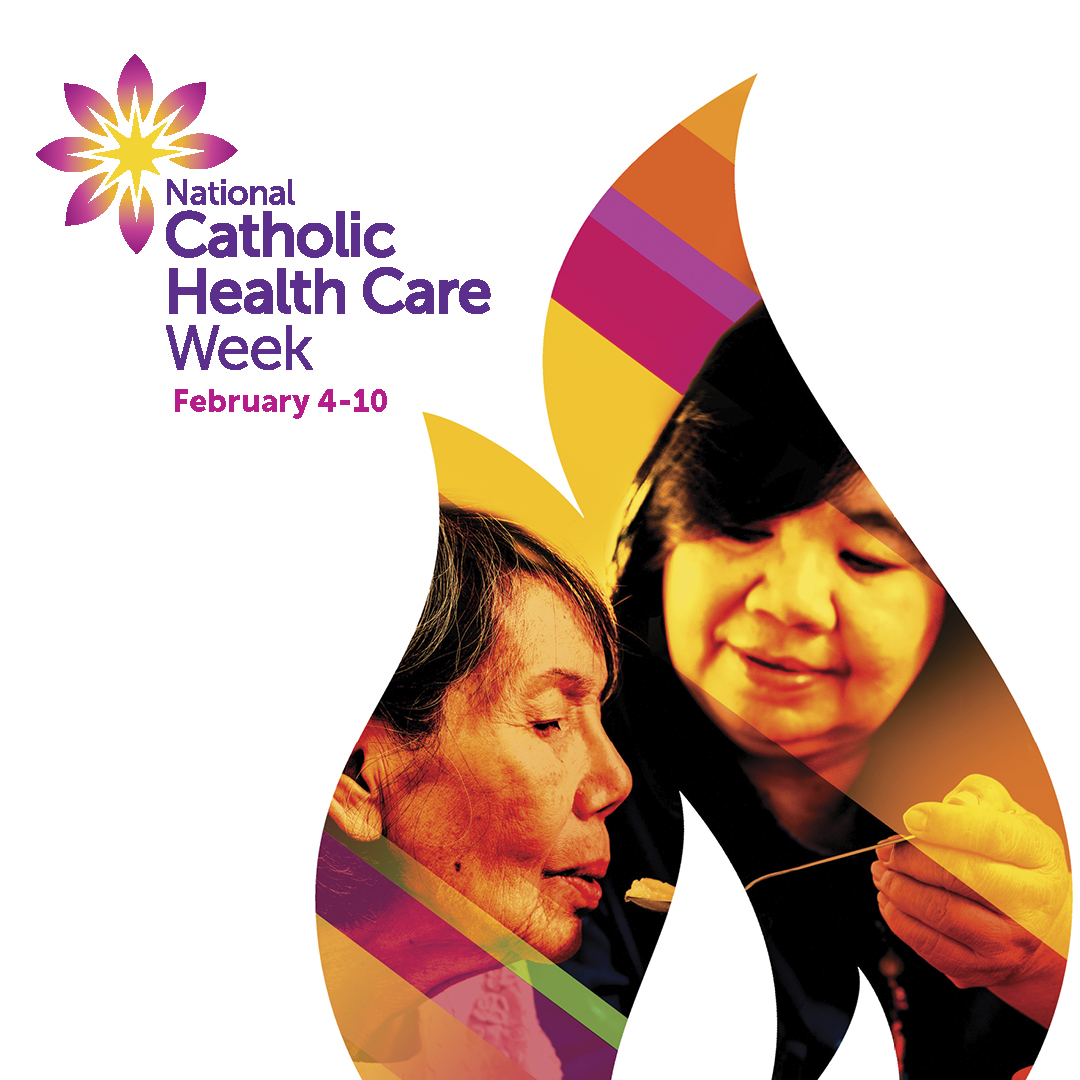 National
Catholic
Health Care
Week
February 4-10